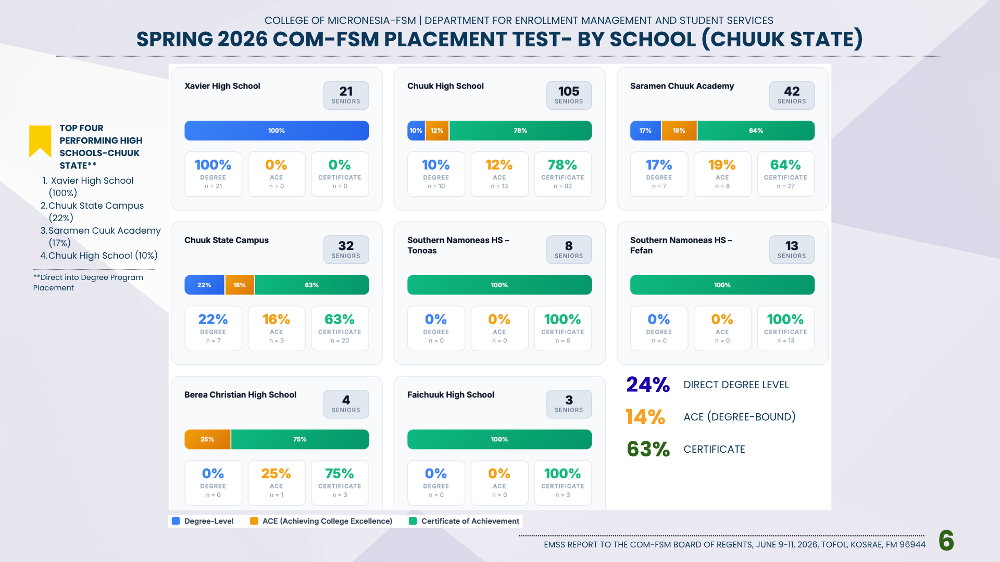 COLLEGE OF MICRONESIA-FSM | DEPARTMENT FOR ENROLLMENT MANAGEMENT AND STUDENT SERVICES
SPRING 2026 COM-FSM PLACEMENT TEST- BY SCHOOL (CHUUK STATE)
TOP FOUR
PERFORMING HIGH
SCHOOLS-CHUUK
STATE**
1. Xavier High School
(100%)
2.Chuuk State Campus
(22%)
3.Saramen Cuuk Academy
(17%)
4.Chuuk High School (10%)
**Direct into Degree Program
Placement
Xavier High School
21
SENIORS
100%
100%
DEGREE
n = 21
0%
ACE
n = 0
0%
CERTIFICATE
n = 0
Chuuk High School
105
SENIORS
10% 12% 78%
10%
DEGREE
n = 10
12%
ACE
n = 13
78%
CERTIFICATE
n = 82
Saramen Chuuk Academy
42
SENIORS
17% 19% 64%
17%
DEGREE
n = 7
19%
ACE
n = 8
64%
CERTIFICATE
n = 27
Chuuk State Campus
32
SENIORS
22% 16% 63%
22%
DEGREE
n = 7
16%
ACE
n = 5
63%
CERTIFICATE
n = 20
Southern Namoneas HS –
Tonoas
8
SENIORS
100%
0%
DEGREE
n = 0
0%
ACE
n = 0
100%
CERTIFICATE
n = 8
Southern Namoneas HS –
Fefan
13
SENIORS
100%
0%
DEGREE
n = 0
0%
ACE
n = 0
100%
CERTIFICATE
n = 13
Berea Christian High School
4
SENIORS
25% 75%
0%
DEGREE
n = 0
25%
ACE
n = 1
75%
CERTIFICATE
n = 3
Faichuuk High School
3
SENIORS
100%
0%
DEGREE
n = 0
0%
ACE
n = 0
100%
CERTIFICATE
n = 3
24% DIRECT DEGREE LEVEL
14% ACE (DEGREE-BOUND)
63% CERTIFICATE
Degree-Level ACE (Achieving College Excellence) Certificate of Achievement
EMSS REPORT TO THE COM-FSM BOARD OF REGENTS, JUNE 9-11, 2026, TOFOL, KOSRAE, FM 96944
6